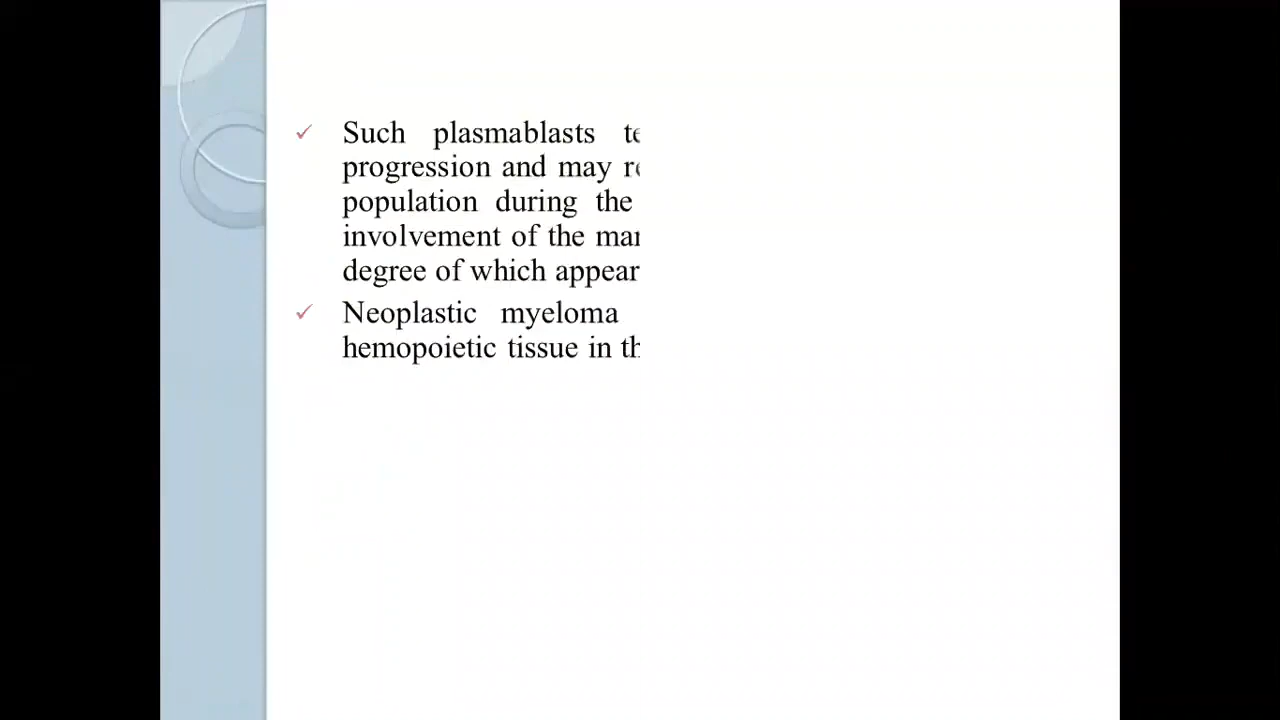 Such plasmablasts
progression and may
population during the
involvement of the
degree of which appear
Neoplastic myeloma
hemopoietic tissue in